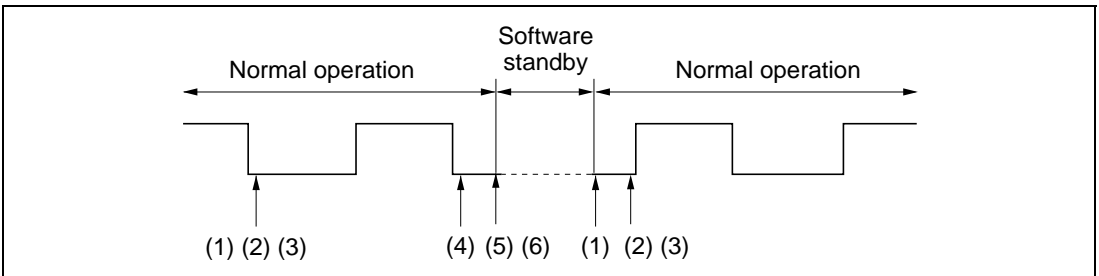 Software
standby
Normal operation
Normal operation
(1) (2) (3)
(4) (5) (6)
(1) (2) (3)